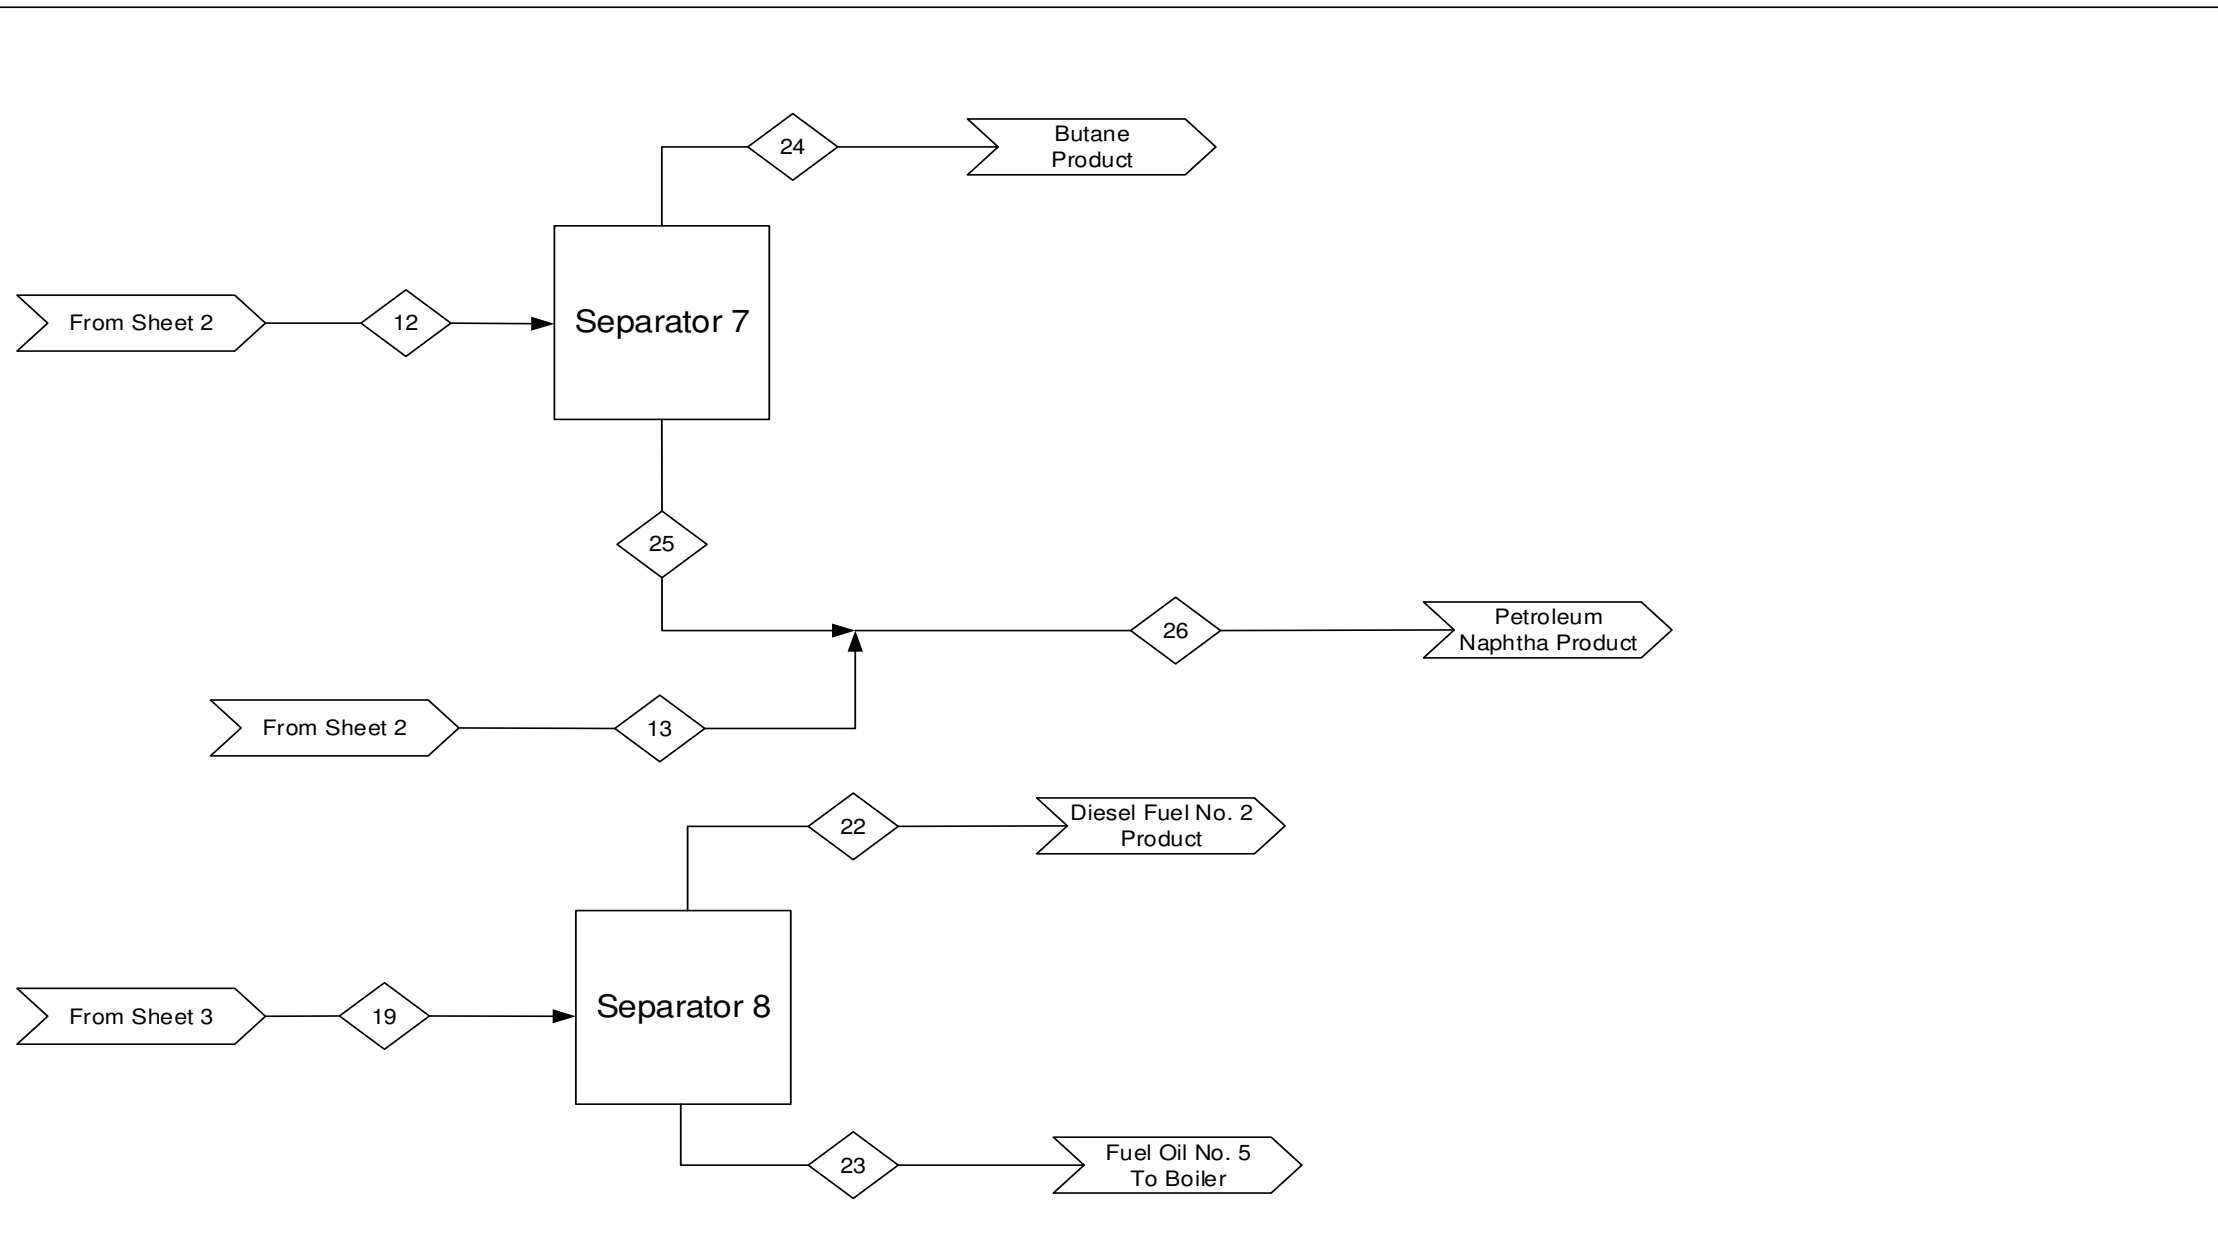 24
Butane
Product
From Sheet 2
12
Separator 7
25
26
Petroleum
Naphtha Product
From Sheet 2
13
22
Diesel Fuel No. 2
Product
From Sheet 3
19
Separator 8
23
Fuel Oil No. 5
To Boiler